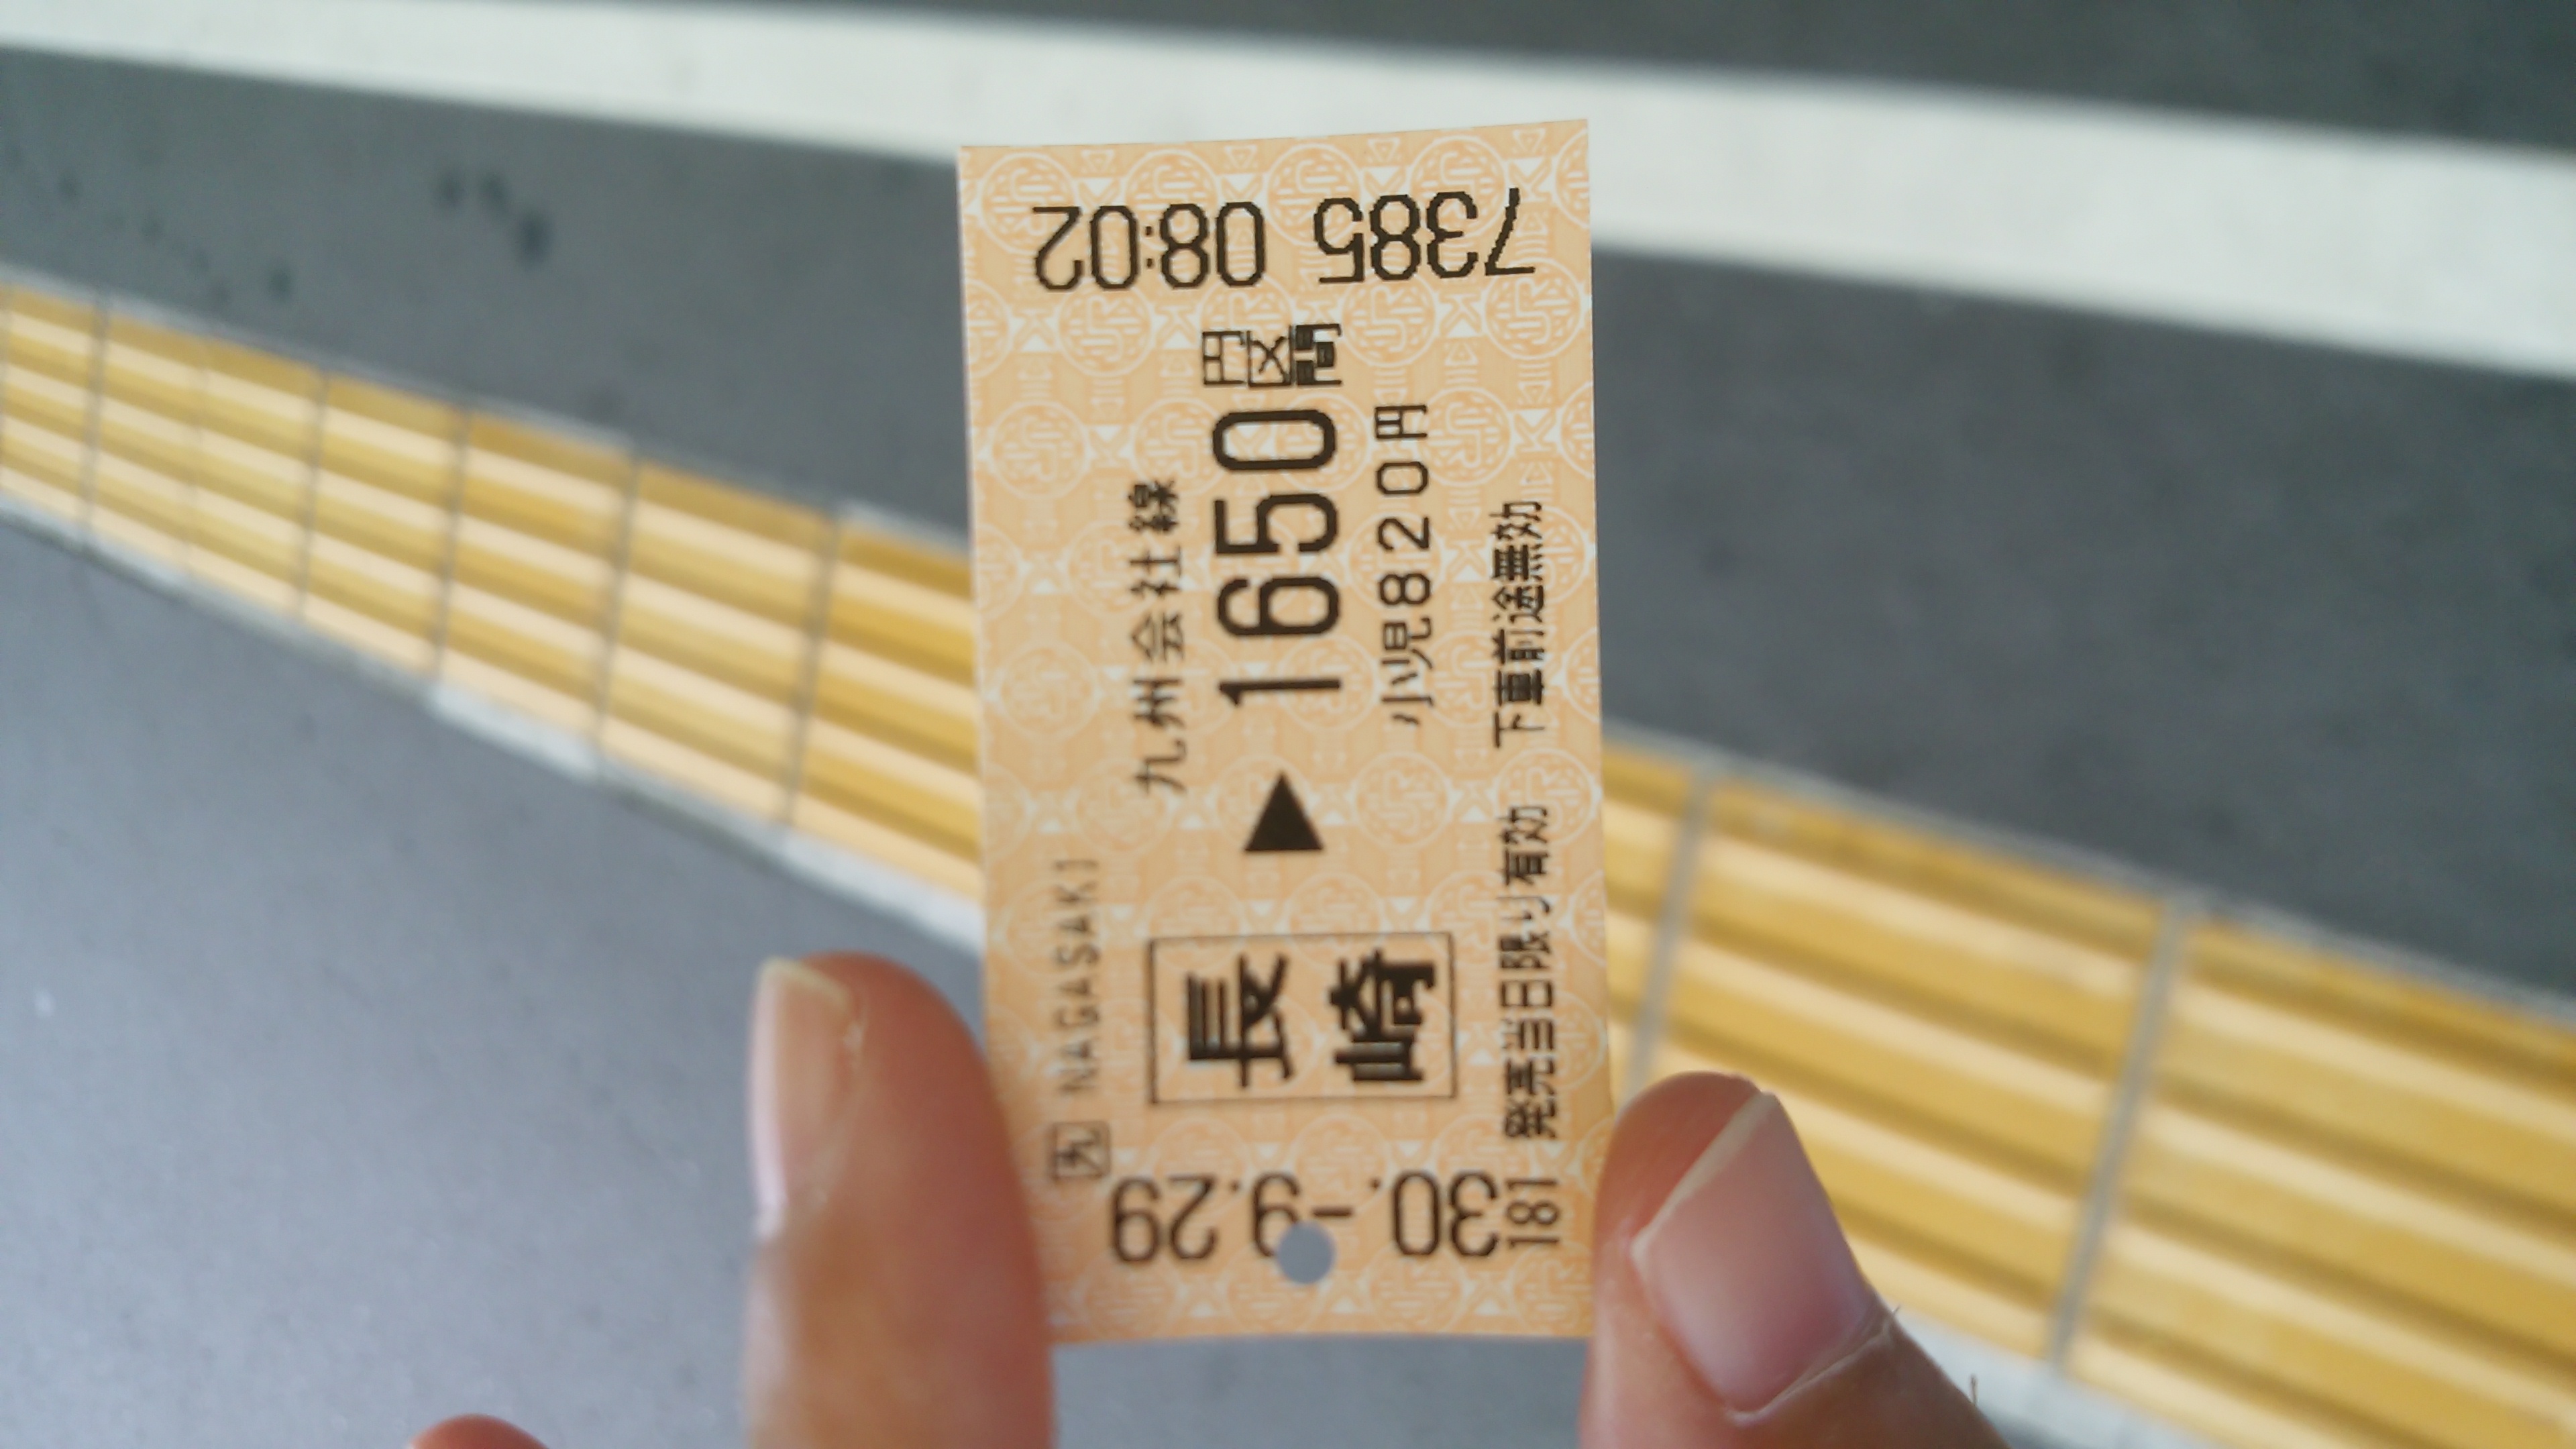 7385 08:02
九 NAGASAKI
九州会社線
長崎 ▶ 1650円区間
小児820円
発売当日限り有効 下車前途無効
30.-9.29
181